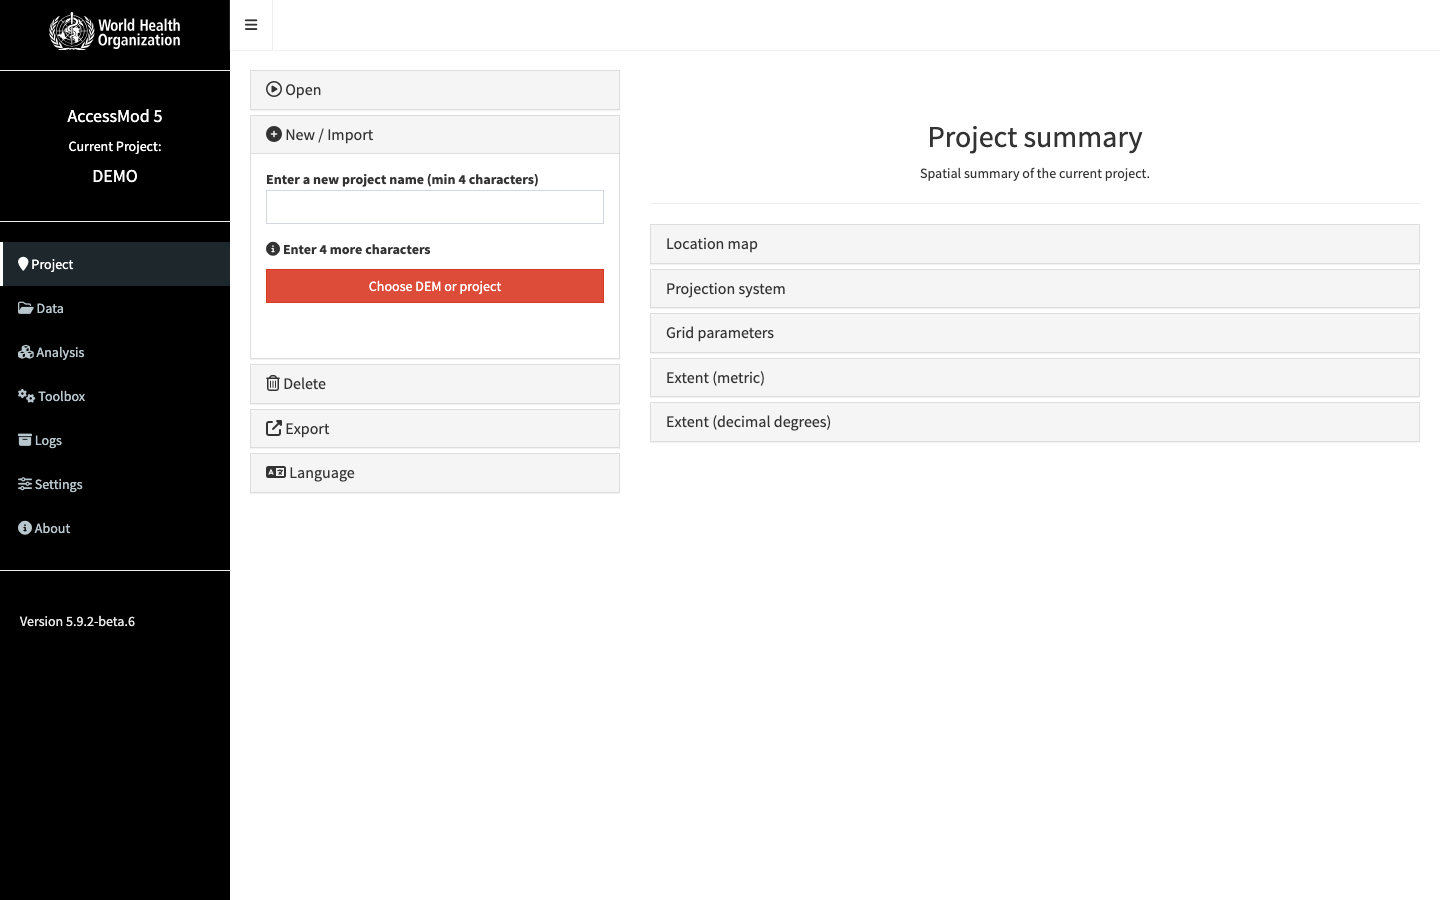 World Health
Organization
AccessMod 5
Current Project:
DEMO
Project
Data
Analysis
Toolbox
Logs
Settings
About
Version 5.9.2-beta.6
Open
New / Import
Enter a new project name (min 4 characters)
Enter 4 more characters
Choose DEM or project
Delete
Export
Language
Project summary
Spatial summary of the current project.
Location map
Projection system
Grid parameters
Extent (metric)
Extent (decimal degrees)